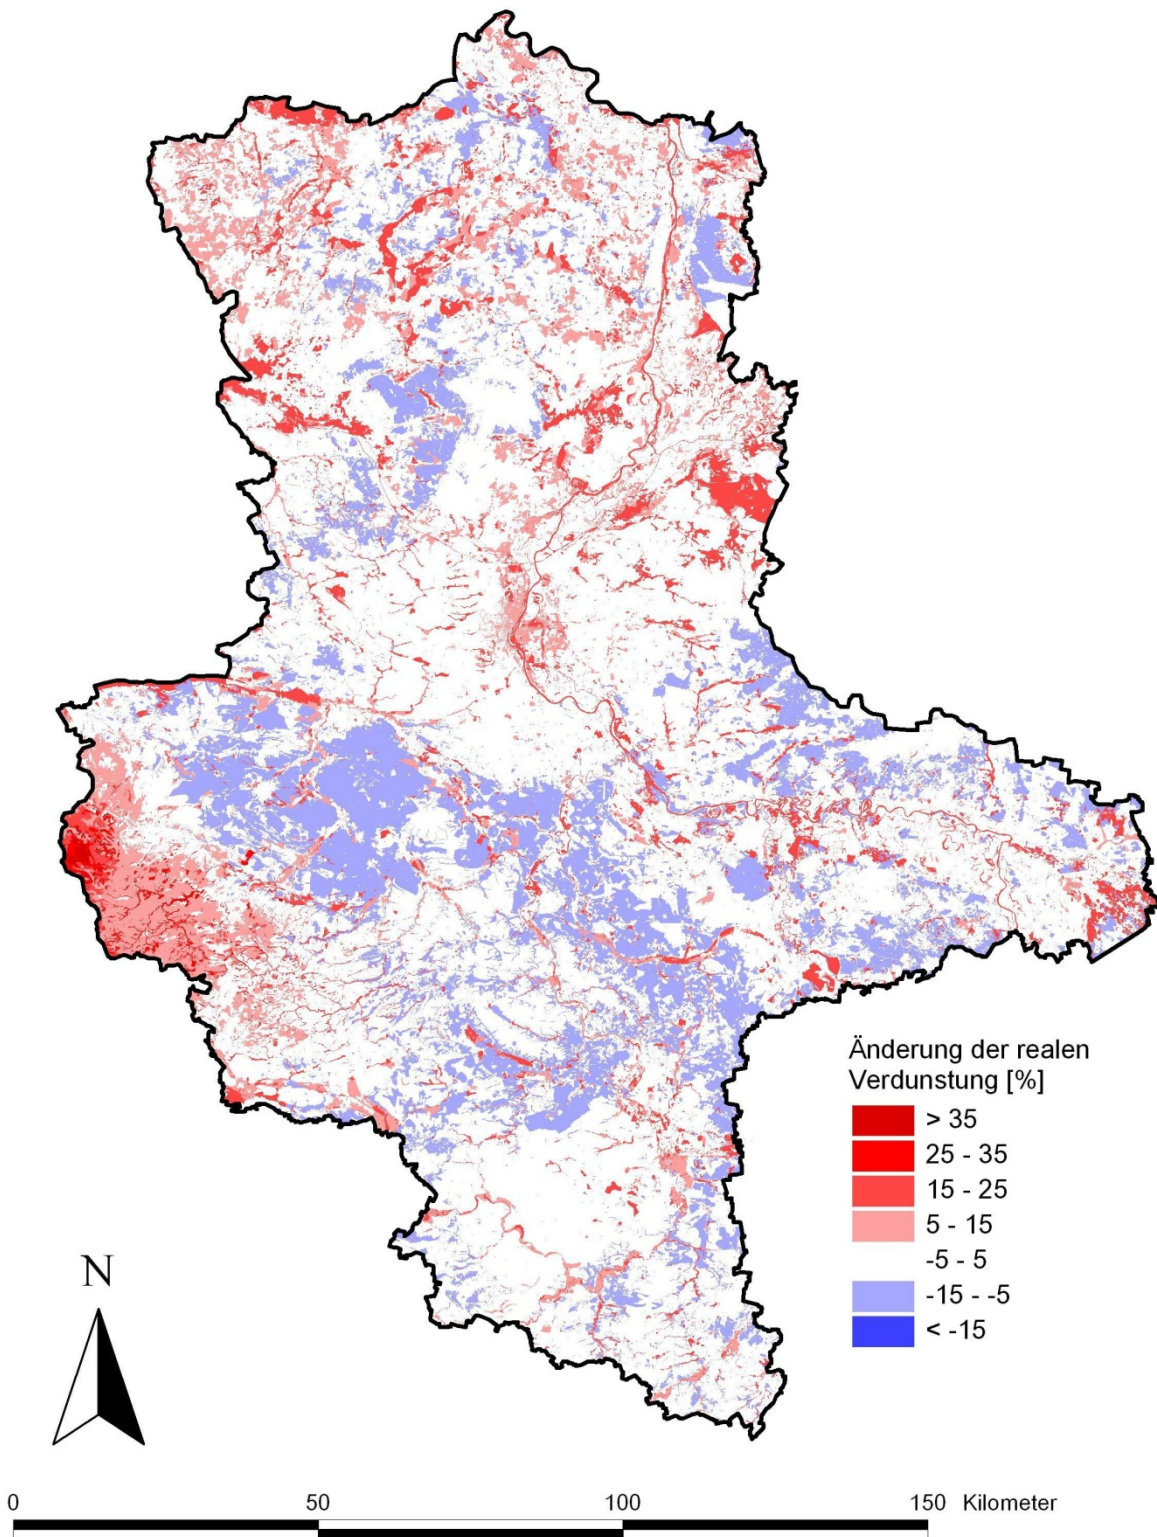 Änderung der realen
Verdunstung [%]
> 35
25 - 35
15 - 25
5 - 15
-5 - 5
-15 - -5
< -15
N
0 50 100 150 Kilometer